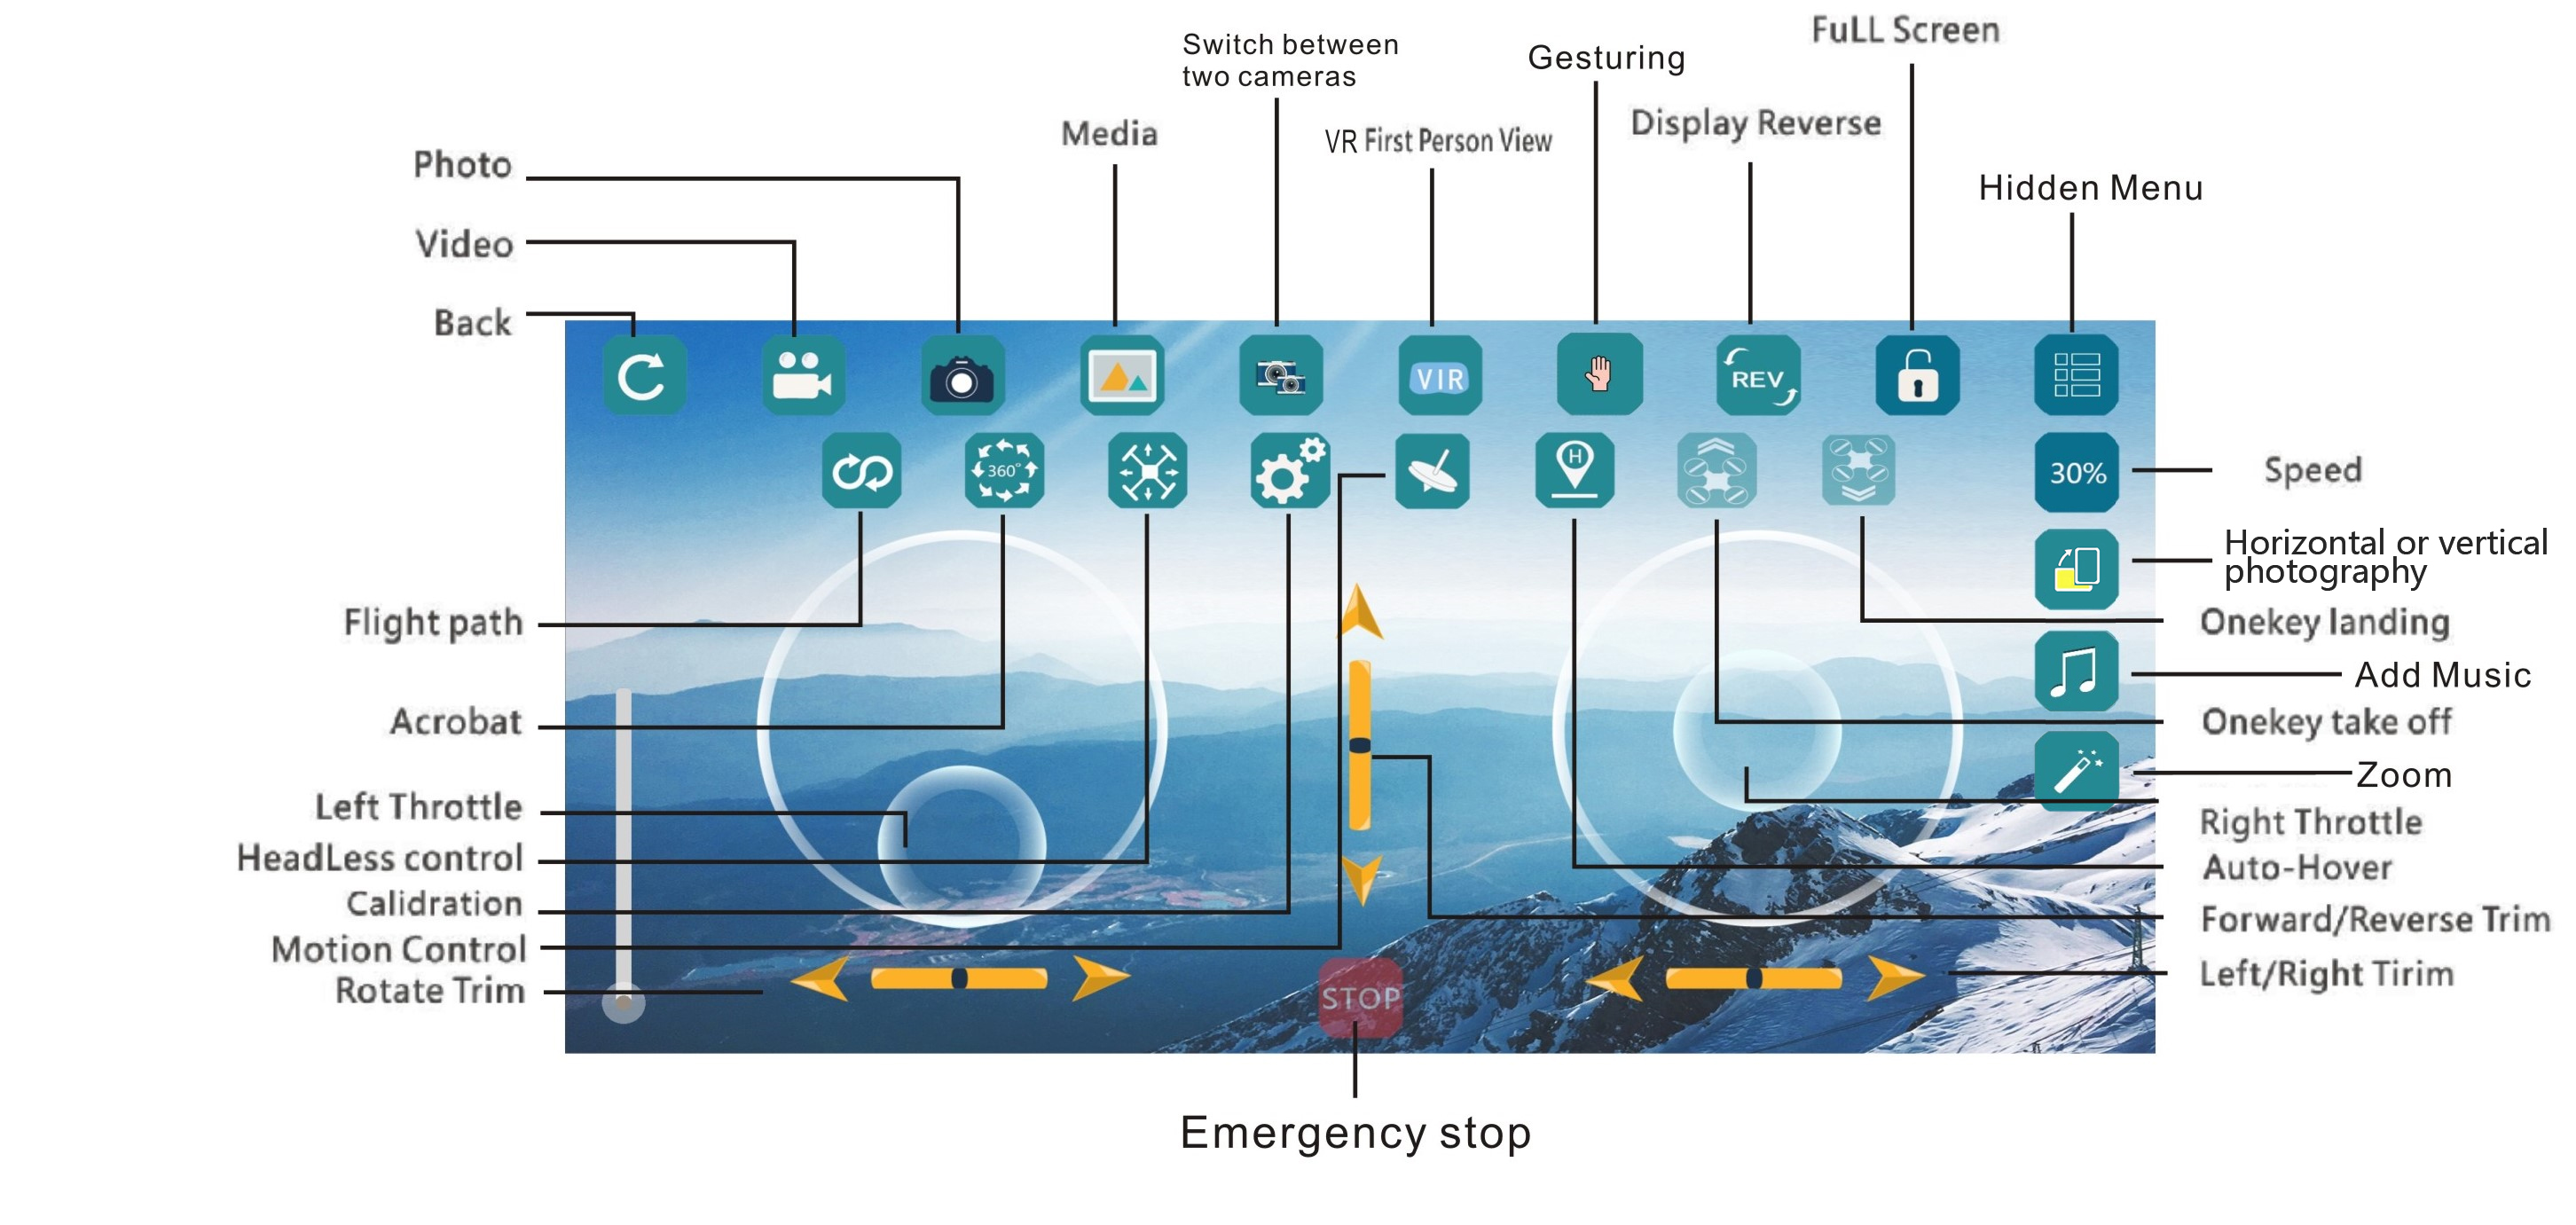 FuLL Screen
Switch between
two cameras
Gesturing
Display Reverse
Media
VR First Person View
Photo
Hidden Menu
Video
Back
VIR
REV
360°
H
30%
Speed
Horizontal or vertical
photography
Flight path
Onekey landing
Add Music
Acrobat
Onekey take off
Zoom
Left Throttle
Right Throttle
HeadLess control
Auto-Hover
Calidration
Forward/Reverse Trim
Motion Control
Left/Right Tirim
Rotate Trim
STOP
Emergency stop